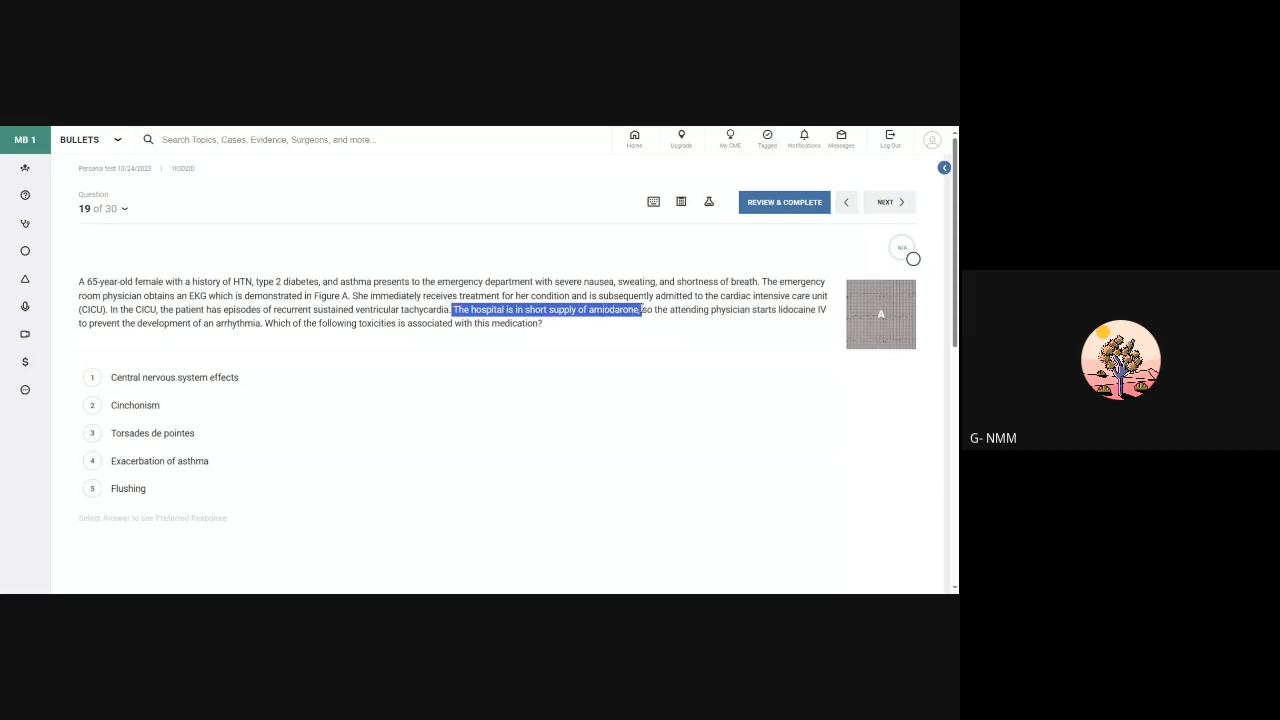 MB 1
BULLETS
Search Topics, Cases, Evidence, Surgeons, and more...
Home
Upgrade
My CME
Tagged
Notifications
Messages
Log Out
Personal test 10/24/2023 |
Question
19 of 30
REVIEW & COMPLETE
NEXT
N/A
A 65-year-old female with a history of HTN, type 2 diabetes, and asthma presents to the emergency department with severe nausea, sweating, and shortness of breath. The emergency
room physician obtains an EKG which is demonstrated in Figure A. She immediately receives treatment for her condition and is subsequently admitted to the cardiac intensive care unit
(CICU). In the CICU, the patient has episodes of recurrent sustained ventricular tachycardia. The hospital is in short supply of amiodarone, so the attending physician starts lidocaine IV
to prevent the development of an arrhythmia. Which of the following toxicities is associated with this medication?
A
1 Central nervous system effects
2 Cinchonism
3 Torsades de pointes
4 Exacerbation of asthma
5 Flushing
Select Answer to see Preferred Response
G- NMM